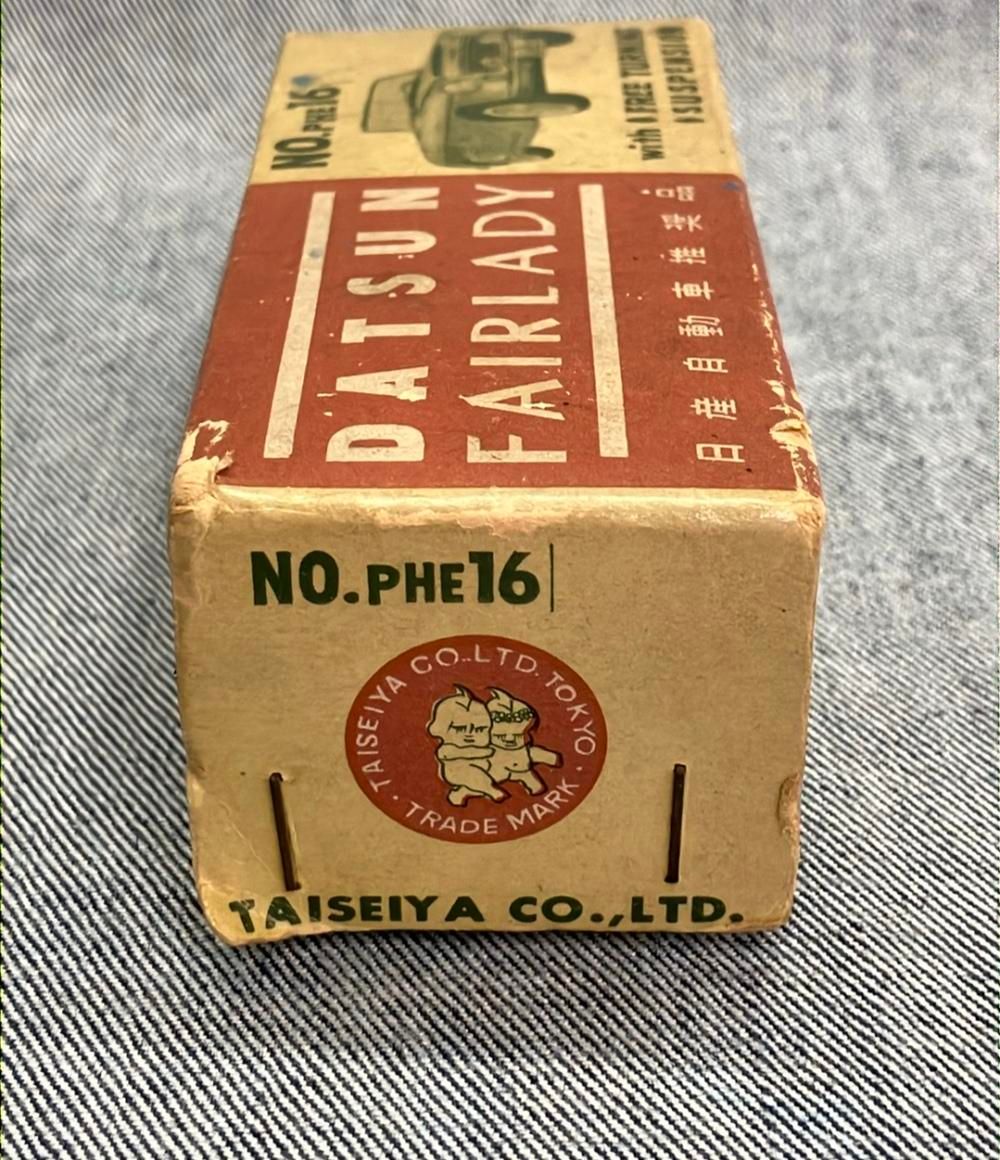 NO.PHE16
DATSUN
FAIRLADY
with • FREE TURNING
• SUSPENSION
日産自動車推奨品
NO.PHE16
TAISEIYA CO.,LTD. TOKYO.
TRADE MARK.
TAISEIYA CO.,LTD.